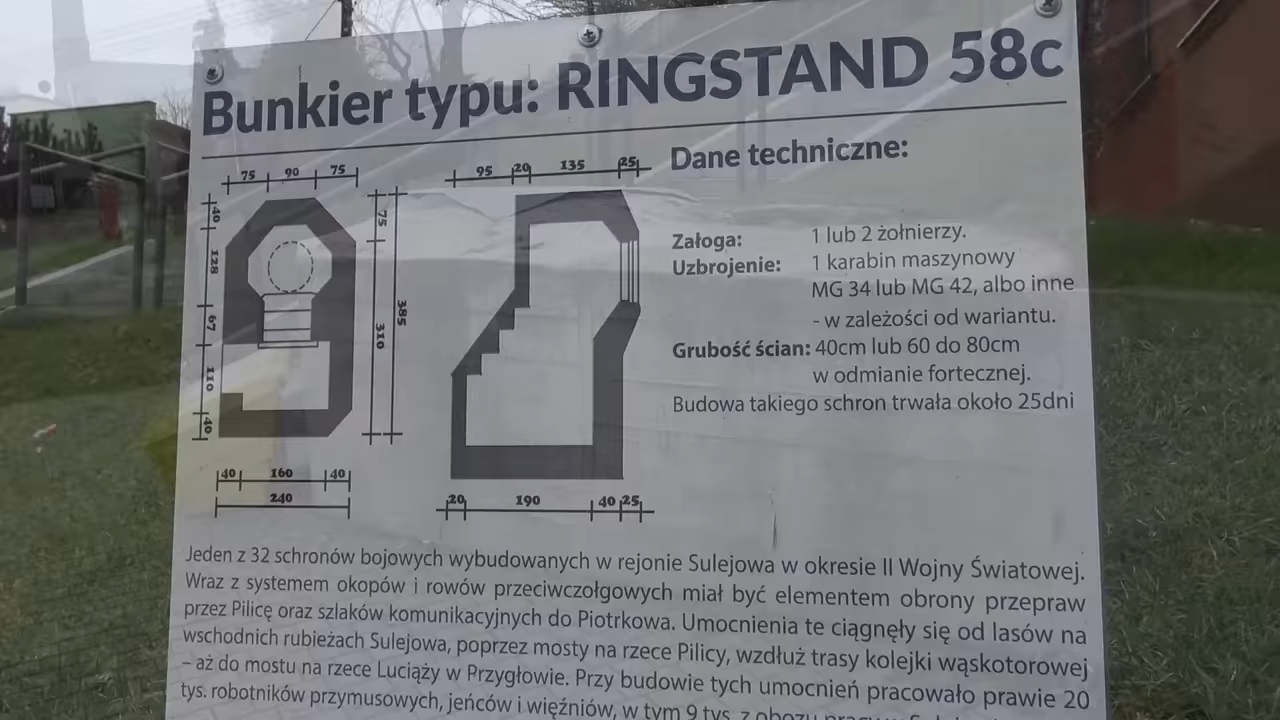 Bunkier typu: RINGSTAND 58c
75 90 75
95 20 135 25
Dane techniczne:
40
128
67
110
40
75
310
385
Załoga: 1 lub 2 żołnierzy.
Uzbrojenie: 1 karabin maszynowy
MG 34 lub MG 42, albo inne
- w zależości od wariantu.
Grubość ścian: 40cm lub 60 do 80cm
w odmianie fortecznej.
Budowa takiego schron trwała około 25dni
40 160 40
240
20 190 40 25
Jeden z 32 schronów bojowych wybudowanych w rejonie Sulejowa w okresie II Wojny Światowej.
Wraz z systemem okopów i rowów przeciwczołgowych miał być elementem obrony przepraw
przez Pilicę oraz szlaków komunikacyjnych do Piotrkowa. Umocnienia te ciągnęły się od lasów na
wschodnich rubieżach Sulejowa, poprzez mosty na rzece Pilicy, wzdłuż trasy kolejki wąskotorowej
– aż do mostu na rzece Luciąży w Przygłowie. Przy budowie tych umocnień pracowało prawie 20
tys. robotników przymusowych, jeńców i więźniów, w tym 9 tys. z obozu pracy w